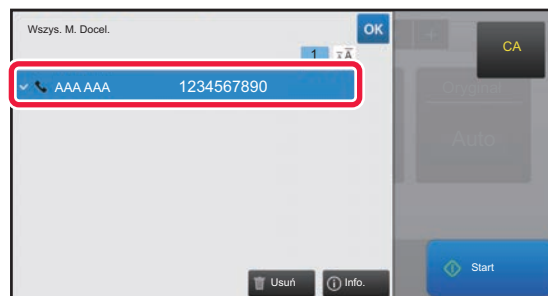 Wszys. M. Docel.
OK
CA
1
AAA AAA 1234567890
Oryginał
Auto
Usuń
Info.
Start